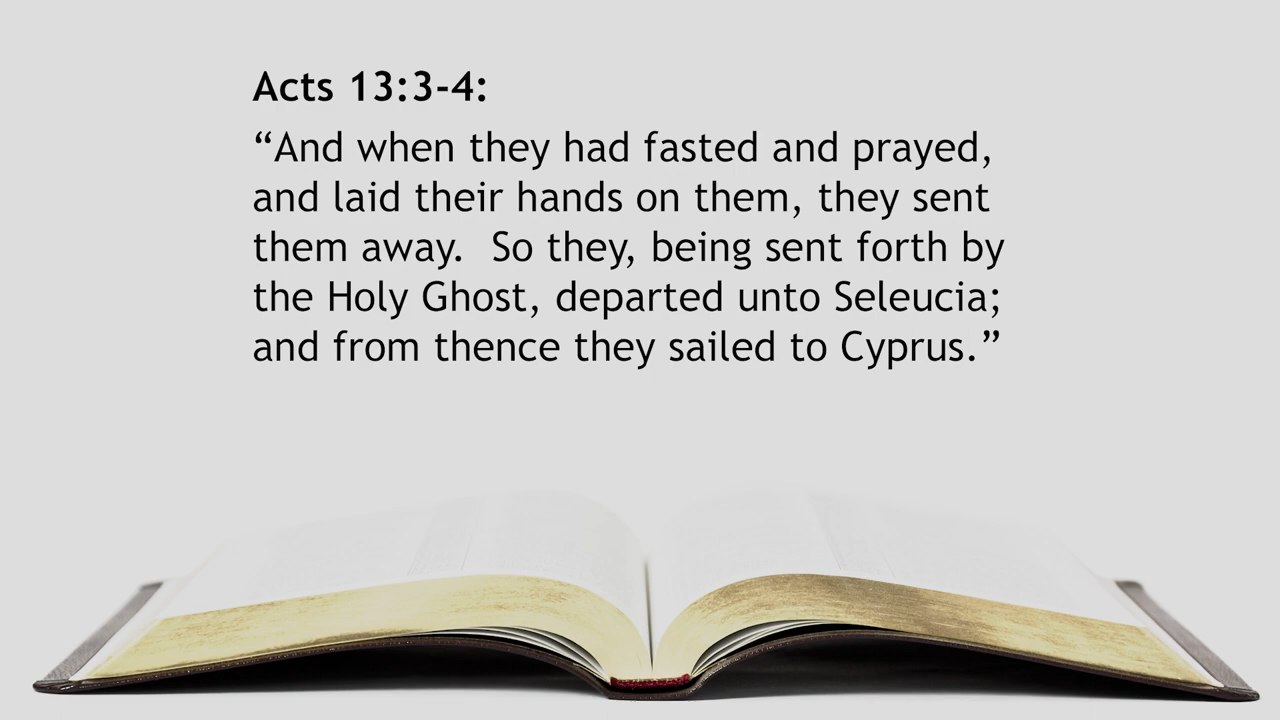 Acts 13:3-4:
“And when they had fasted and prayed,
and laid their hands on them, they sent
them away.  So they, being sent forth by
the Holy Ghost, departed unto Seleucia;
and from thence they sailed to Cyprus.”